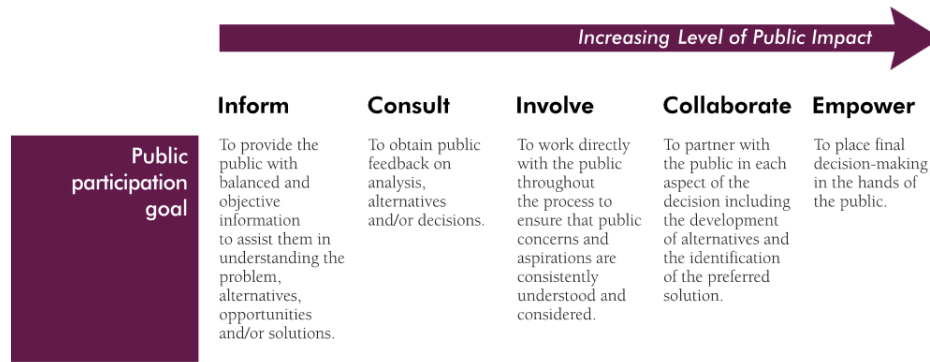 Increasing Level of Public Impact
Inform
Consult
Involve
Collaborate
Empower
Public
participation
goal
To provide the
public with
balanced and
objective
information
to assist them in
understanding the
problem,
alternatives,
opportunities
and/or solutions.
To obtain public
feedback on
analysis,
alternatives
and/or decisions.
To work directly
with the public
throughout
the process to
ensure that public
concerns and
aspirations are
consistently
understood and
considered.
To partner with
the public in each
aspect of the
decision including
the development
of alternatives and
the identification
of the preferred
solution.
To place final
decision-making
in the hands of
the public.